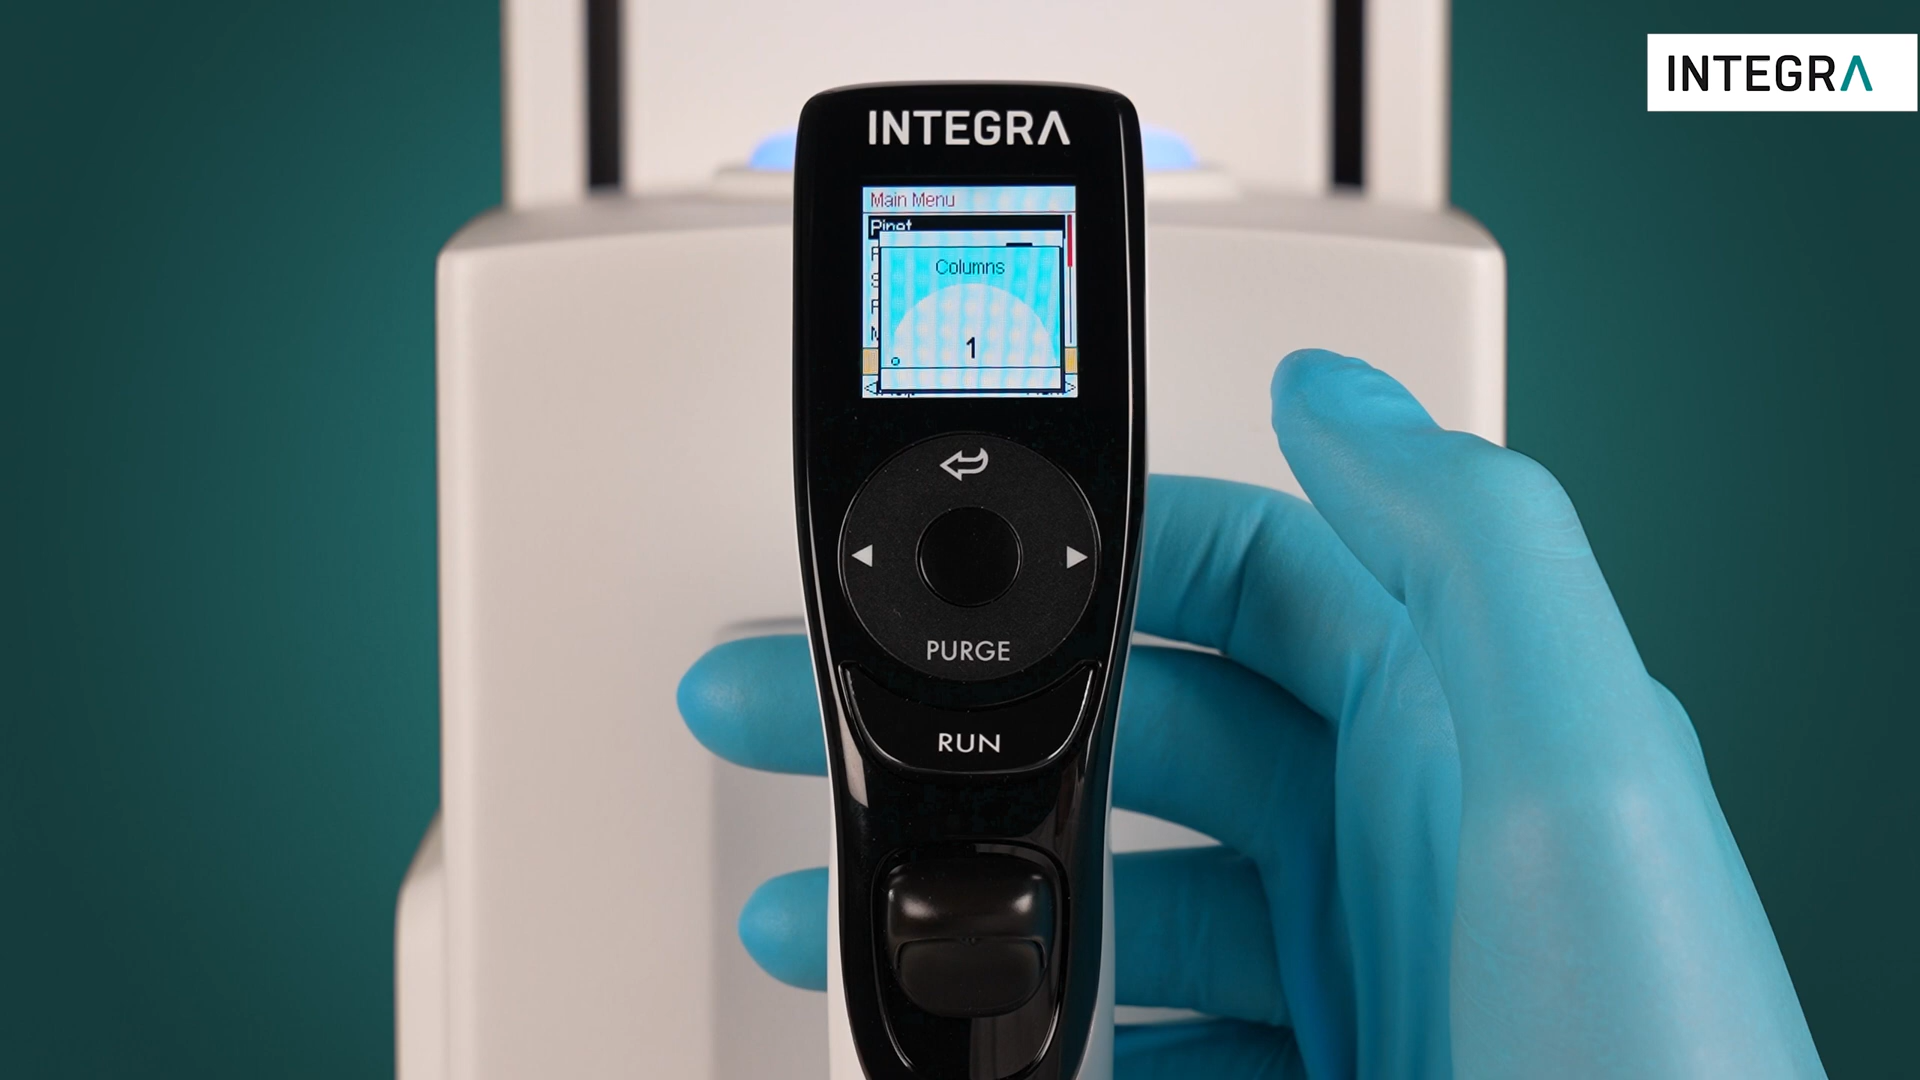 INTEGRA
INTEGRA
Main Menu
Columns
1
PURGE
RUN